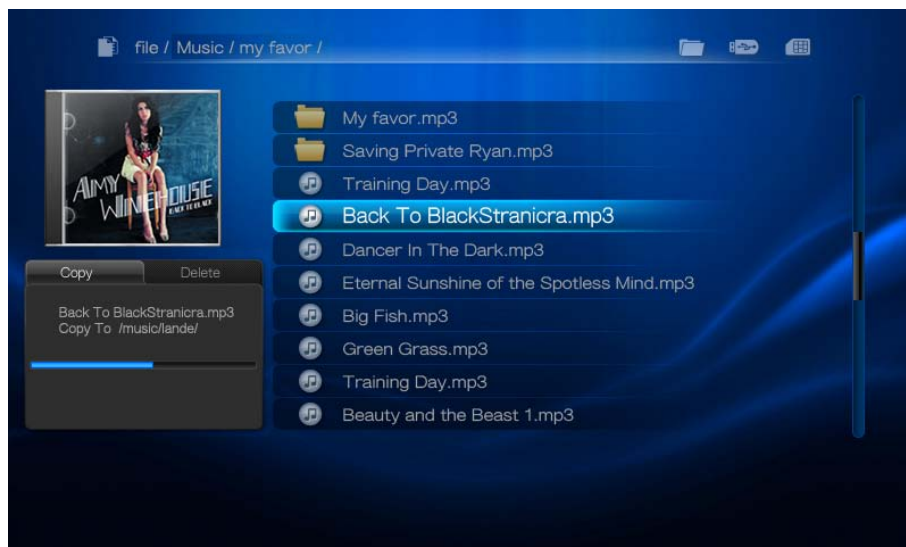 file / Music / my favor /
AIMY
WINEHOUSE
BACK TO BLACK
Copy
Delete
Back To BlackStranicra.mp3
Copy To /music/lande/
My favor.mp3
Saving Private Ryan.mp3
Training Day.mp3
Back To BlackStranicra.mp3
Dancer In The Dark.mp3
Eternal Sunshine of the Spotless Mind.mp3
Big Fish.mp3
Green Grass.mp3
Training Day.mp3
Beauty and the Beast 1.mp3